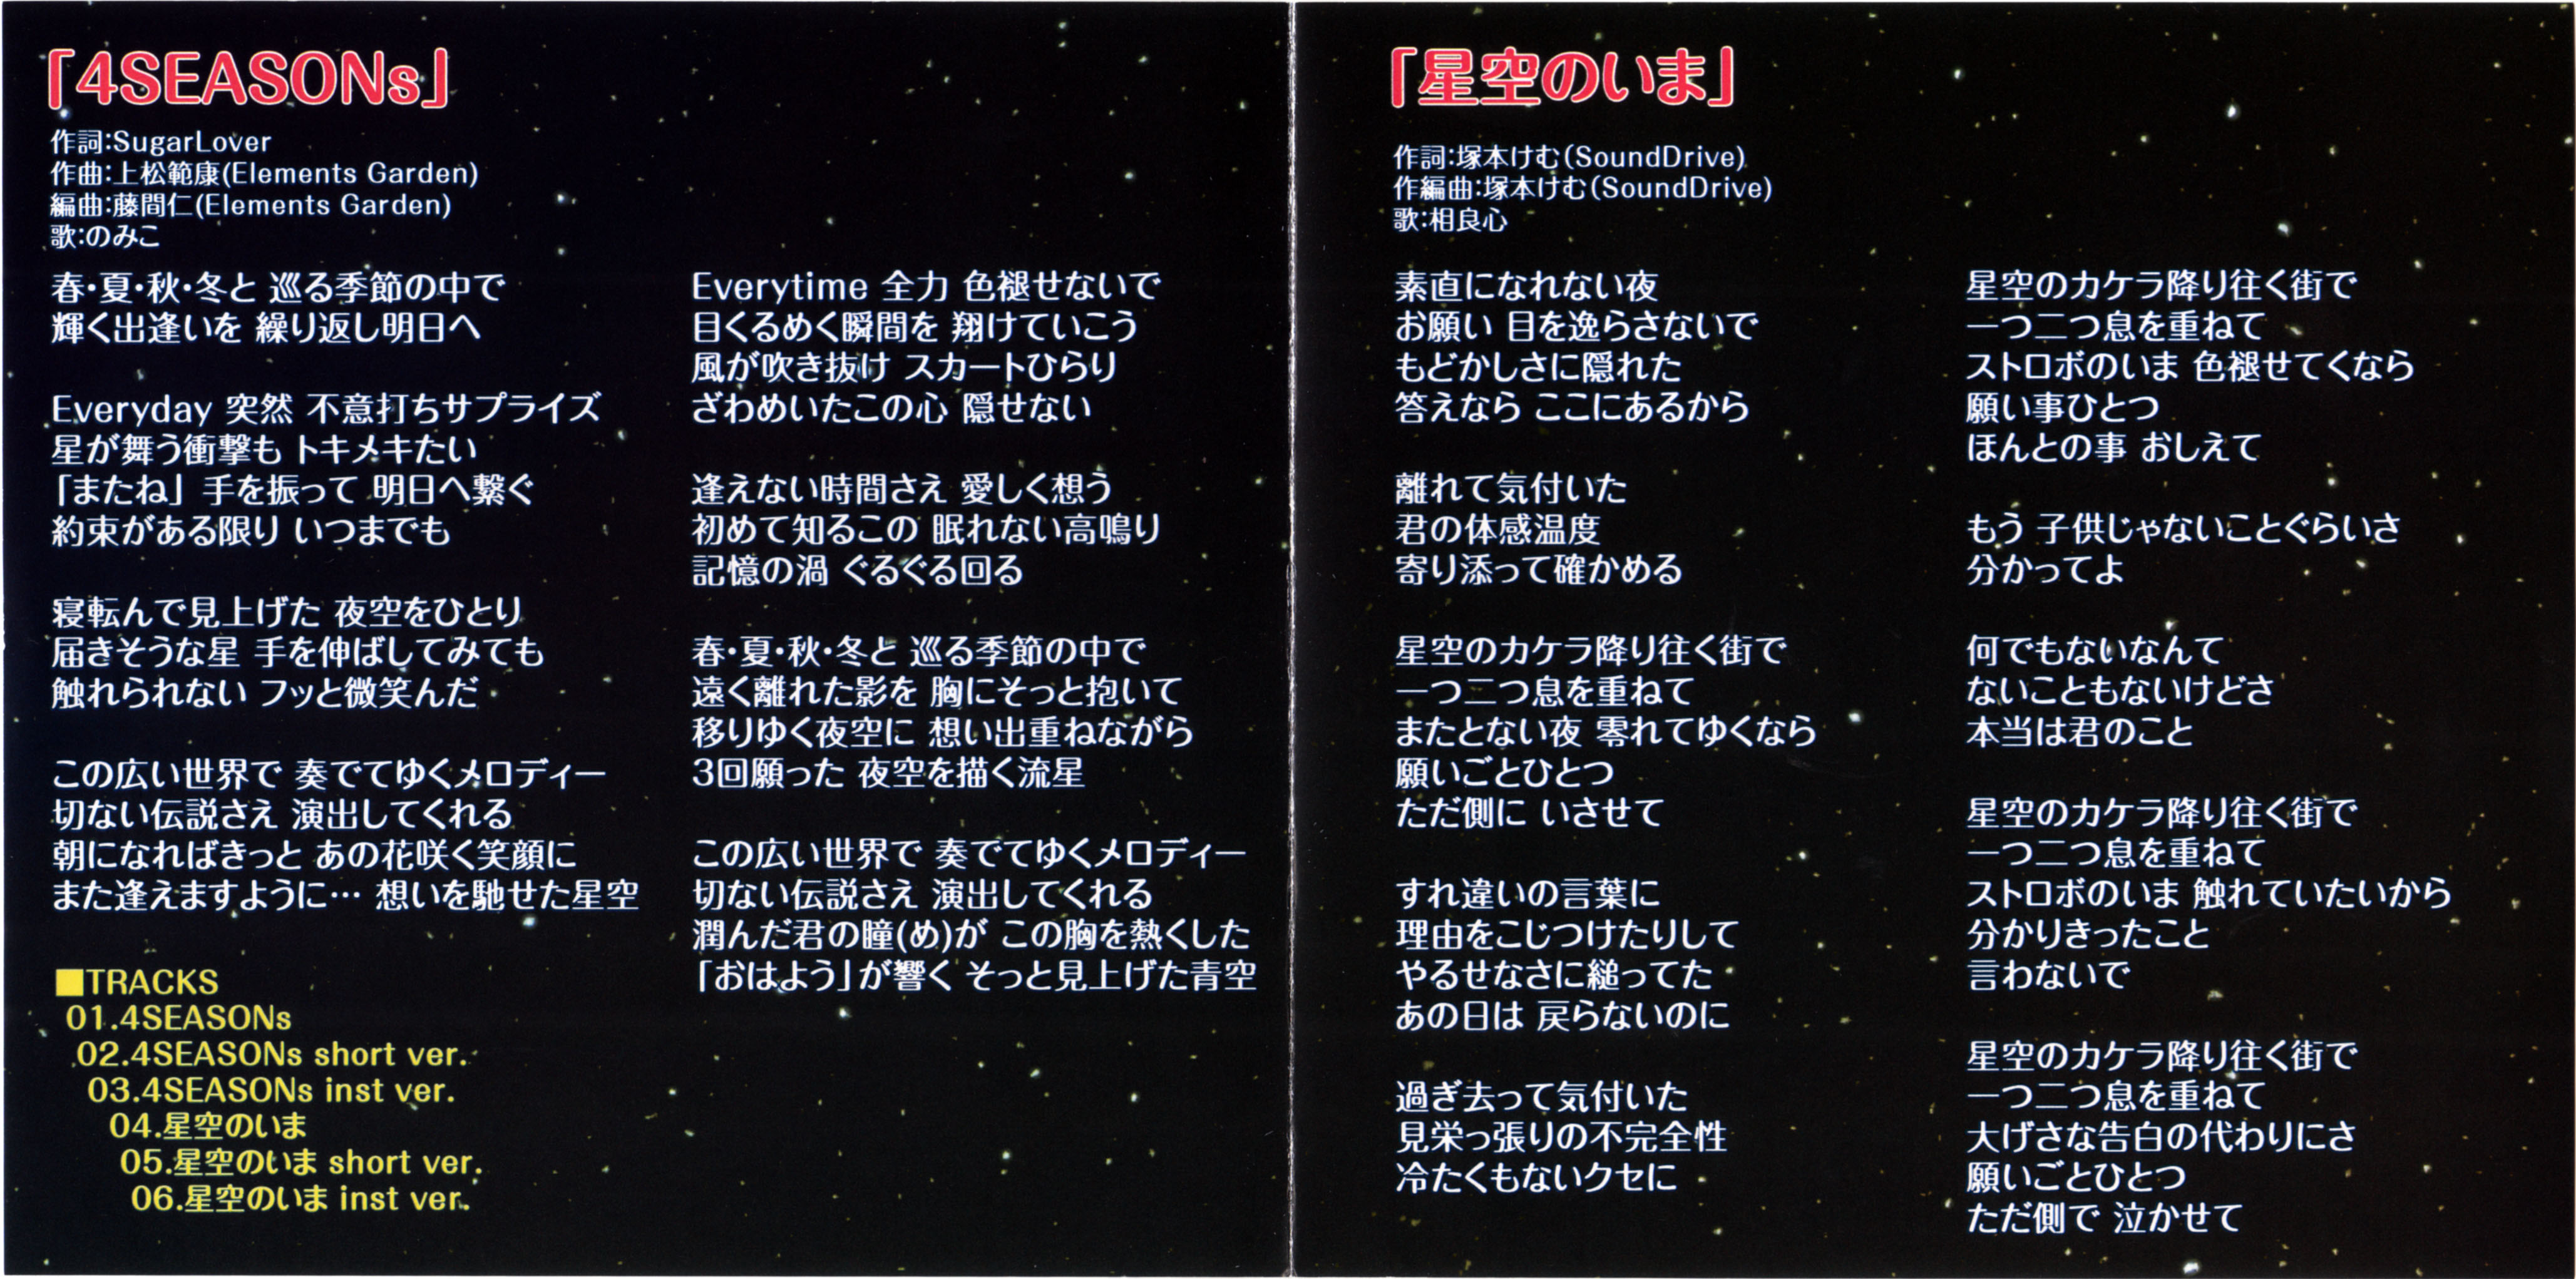 「4SEASONs」
作詞:SugarLover
作曲:上松範康(Elements Garden)
編曲:藤間仁(Elements Garden)
歌:のみこ
春・夏・秋・冬と 巡る季節の中で
輝く出逢いを 繰り返し明日へ
Everyday 突然 不意打ちサプライズ
星が舞う衝撃も トキメキたい
「またね」 手を振って 明日へ繋ぐ
約束がある限り いつまでも
寝転んで見上げた 夜空をひとり
届きそうな星 手を伸ばしてみても
触れられない フッと微笑んだ
この広い世界で 奏でてゆくメロディー
切ない伝説さえ 演出してくれる
朝になればきっと あの花咲く笑顔に
また逢えますように… 想いを馳せた星空
Everytime 全力 色褪せないで
目くるめく瞬間を 翔けていこう
風が吹き抜け スカートひらり
ざわめいたこの心 隠せない
逢えない時間さえ 愛しく想う
初めて知るこの 眠れない高鳴り
記憶の渦 ぐるぐる回る
春・夏・秋・冬と 巡る季節の中で
遠く離れた影を 胸にそっと抱いて
移りゆく夜空に 想い出重ねながら
3回願った 夜空を描く流星
この広い世界で 奏でてゆくメロディー
切ない伝説さえ 演出してくれる
潤んだ君の瞳(め)が この胸を熱くした
「おはよう」が響く そっと見上げた青空
■TRACKS
01.4SEASONs
02.4SEASONs short ver.
03.4SEASONs inst ver.
04.星空のいま
05.星空のいま short ver.
06.星空のいま inst ver.
「星空のいま」
作詞:塚本けむ(SoundDrive)
作編曲:塚本けむ(SoundDrive)
歌:相良心
素直になれない夜
お願い 目を逸らさないで
もどかしさに隠れた
答えなら ここにあるから
離れて気付いた
君の体感温度
寄り添って確かめる
星空のカケラ降り往く街で
一つ二つ息を重ねて
またとない夜 零れてゆくなら
願いごとひとつ
ただ側に いさせて
すれ違いの言葉に
理由をこじつけたりして
やるせなさに縋ってた
あの日は 戻らないのに
過ぎ去って気付いた
見栄っ張りの不完全性
冷たくもないクセに
星空のカケラ降り往く街で
一つ二つ息を重ねて
ストロボのいま 色褪せてくなら
願い事ひとつ
ほんとの事 おしえて
もう 子供じゃないことぐらいさ
分かってよ
何でもないなんて
ないこともないけどさ
本当は君のこと
星空のカケラ降り往く街で
一つ二つ息を重ねて
ストロボのいま 触れていたいから
分かりきったこと
言わないで
星空のカケラ降り往く街で
一つ二つ息を重ねて
大げさな告白の代わりにさ
願いごとひとつ
ただ側で 泣かせて